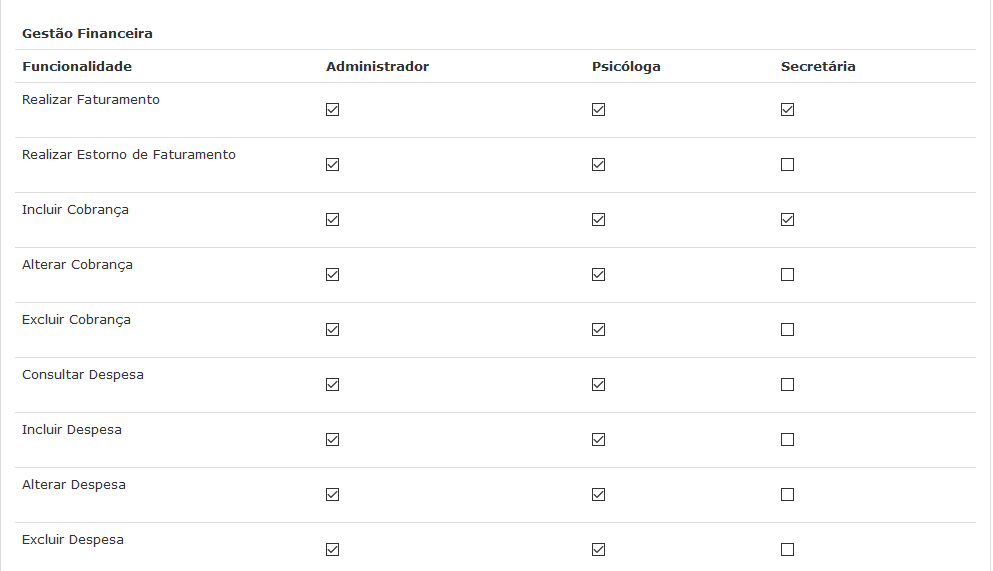 Gestão Financeira
Funcionalidade Administrador Psicóloga Secretária
Realizar Faturamento
Realizar Estorno de Faturamento
Incluir Cobrança
Alterar Cobrança
Excluir Cobrança
Consultar Despesa
Incluir Despesa
Alterar Despesa
Excluir Despesa